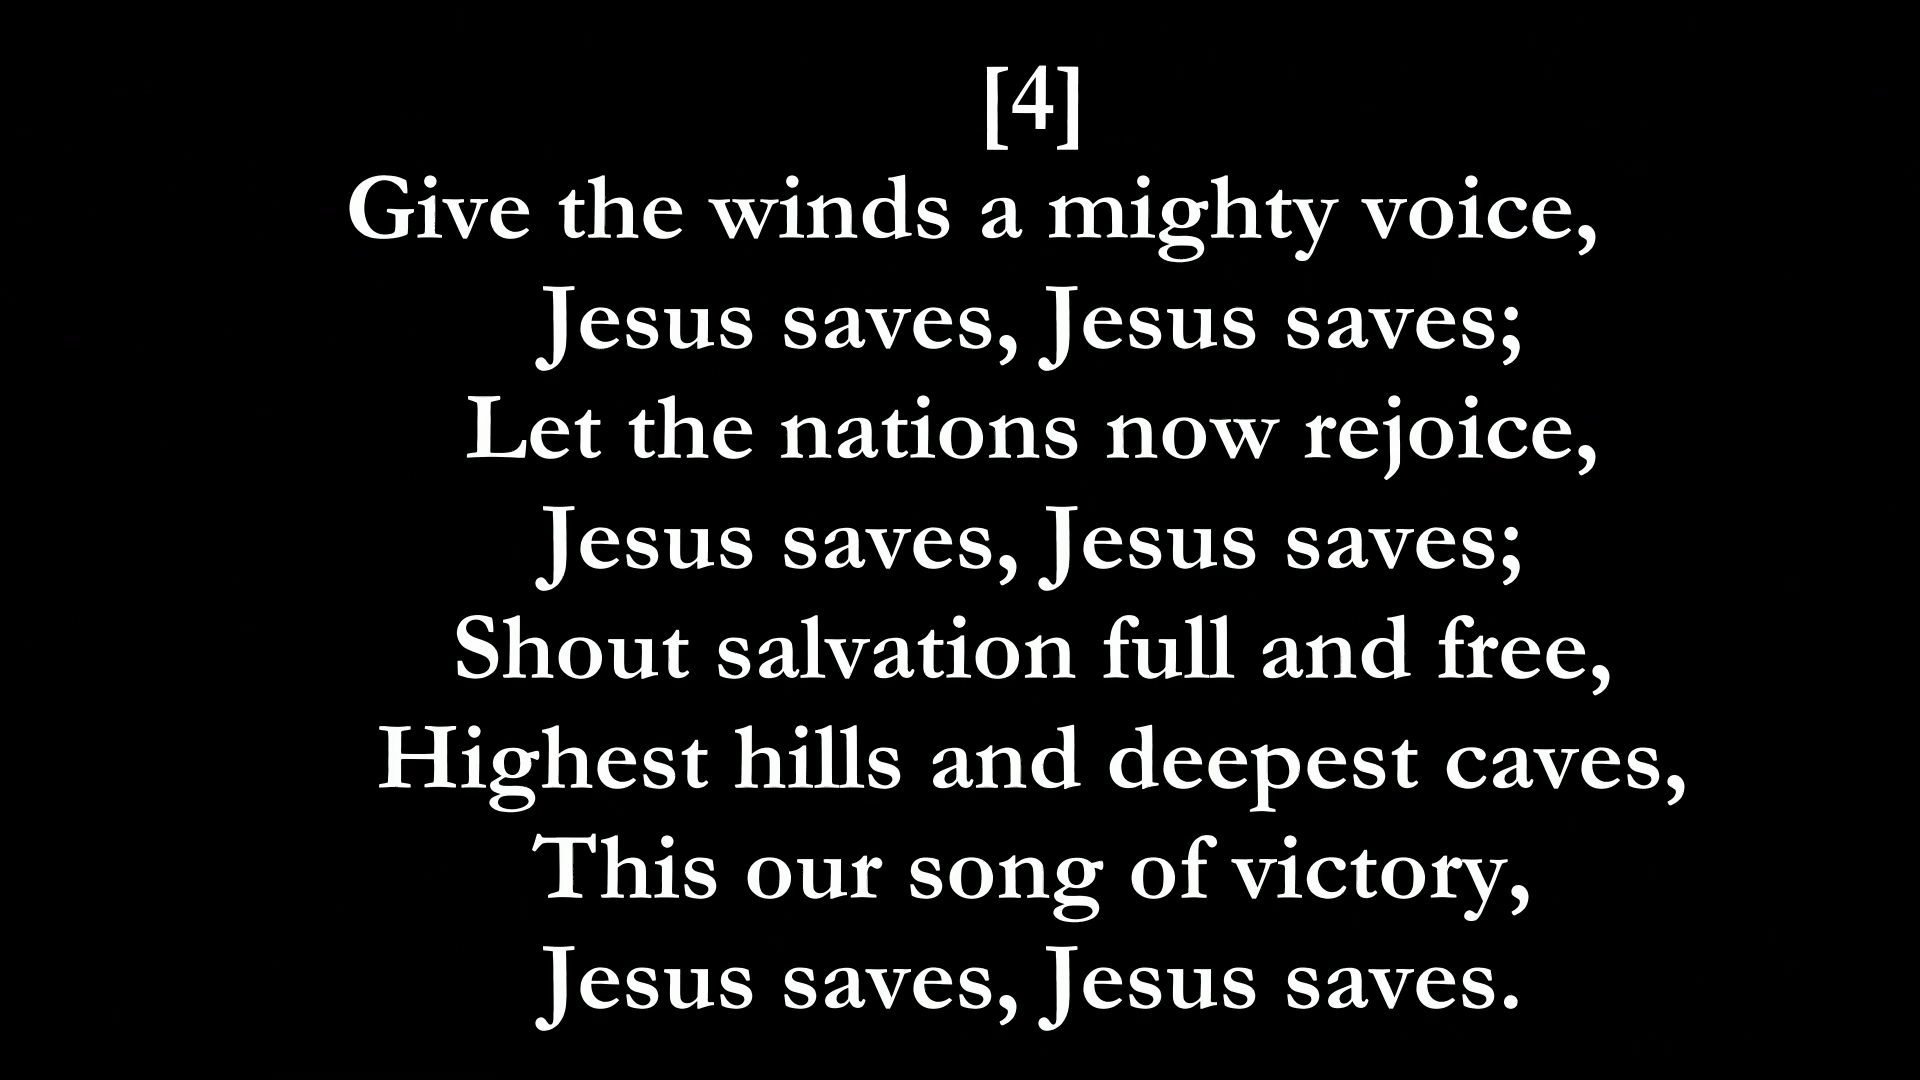 [4]
Give the winds a mighty voice,
Jesus saves, Jesus saves;
Let the nations now rejoice,
Jesus saves, Jesus saves;
Shout salvation full and free,
Highest hills and deepest caves,
This our song of victory,
Jesus saves, Jesus saves.